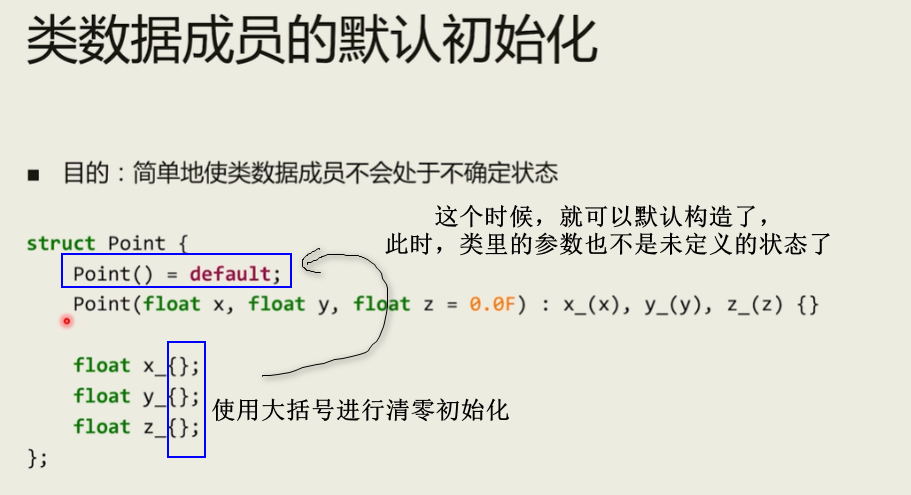 类数据成员的默认初始化
■ 目的：简单地使类数据成员不会处于不确定状态
这个时候，就可以默认构造了，
此时，类里的参数也不是未定义的状态了
struct Point {
Point() = default;
Point(float x, float y, float z = 0.0F) : x_(x), y_(y), z_(z) {}
float x_{};
float y_{};
float z_{};
使用大括号进行清零初始化
};